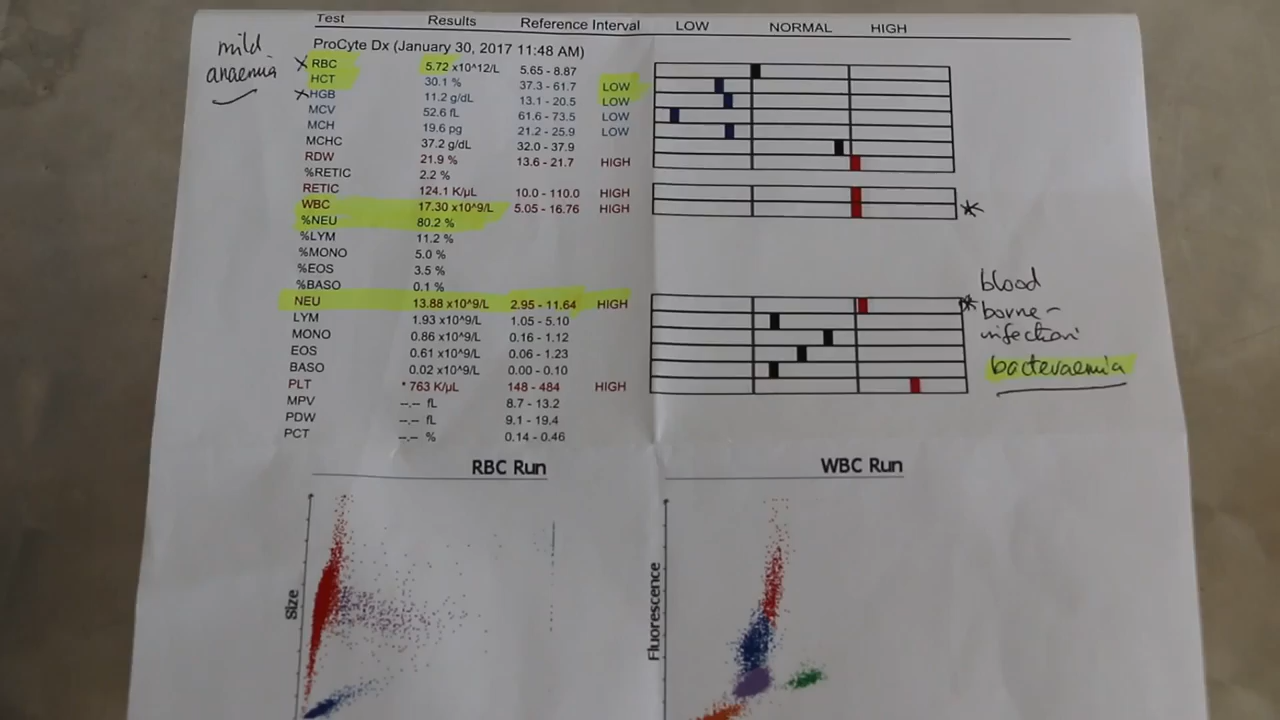 Test Results Reference Interval LOW NORMAL HIGH
ProCyte Dx (January 30, 2017 11:48 AM)
mild
anaemia
RBC 5.72 x10^12/L 5.65 - 8.87
HCT 30.1 % 37.3 - 61.7 LOW
HGB 11.2 g/dL 13.1 - 20.5 LOW
MCV 52.6 fL 61.6 - 73.5 LOW
MCH 19.6 pg 21.2 - 25.9 LOW
MCHC 37.2 g/dL 32.0 - 37.9
RDW 21.9 % 13.6 - 21.7 HIGH
%RETIC 2.2 %
RETIC 124.1 K/µL 10.0 - 110.0 HIGH
WBC 17.30 x10^9/L 5.05 - 16.76 HIGH
%NEU 80.2 %
%LYM 11.2 %
%MONO 5.0 %
%EOS 3.5 %
%BASO 0.1 %
NEU 13.88 x10^9/L 2.95 - 11.64 HIGH
LYM 1.93 x10^9/L 1.05 - 5.10
MONO 0.86 x10^9/L 0.16 - 1.12
EOS 0.61 x10^9/L 0.06 - 1.23
BASO 0.02 x10^9/L 0.00 - 0.10
PLT * 763 K/µL 148 - 484 HIGH
MPV --.-- fL 8.7 - 13.2
PDW --.-- fL 9.1 - 19.4
PCT --.-- % 0.14 - 0.46
blood
borne -
infection
bacteraemia
RBC Run
WBC Run
Size
Fluorescence